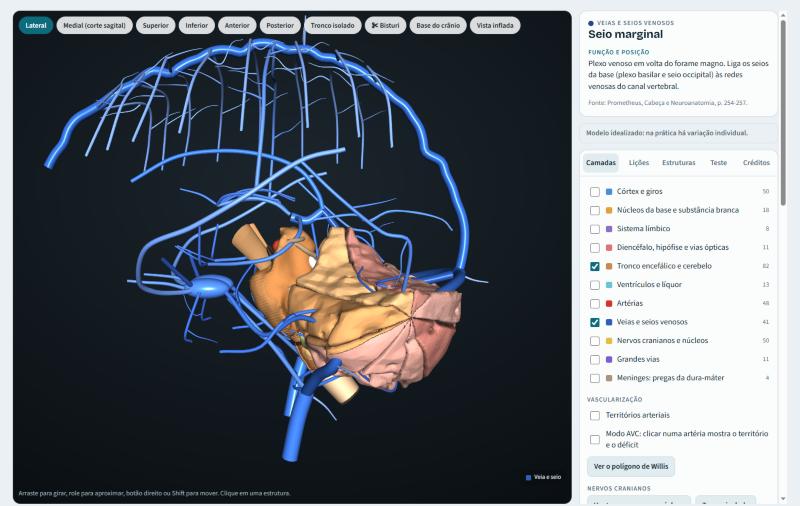 Lateral
Medial (corte sagital)
Superior
Inferior
Anterior
Posterior
Tronco isolado
Bisturi
Base do crânio
Vista inflada
Veia e seio
Arraste para girar, role para aproximar, botão direito ou Shift para mover. Clique em uma estrutura.
VEIAS E SEIOS VENOSOS
Seio marginal
FUNÇÃO E POSIÇÃO
Plexo venoso em volta do forame magno. Liga os seios
da base (plexo basilar e seio occipital) às redes
venosas do canal vertebral.
Fonte: Prometheus, Cabeça e Neuroanatomia, p. 254-257.
Modelo idealizado: na prática há variação individual.
Camadas
Lições
Estruturas
Teste
Créditos
Córtex e giros 50
Núcleos da base e substância branca 18
Sistema límbico 8
Diencéfalo, hipófise e vias ópticas 11
Tronco encefálico e cerebelo 82
Ventrículos e líquor 13
Artérias 48
Veias e seios venosos 41
Nervos cranianos e núcleos 50
Grandes vias 11
Meninges: pregas da dura-máter 4
VASCULARIZAÇÃO
Territórios arteriais
Modo AVC: clicar numa artéria mostra o território
e o déficit
Ver o polígono de Willis
NERVOS CRANIANOS